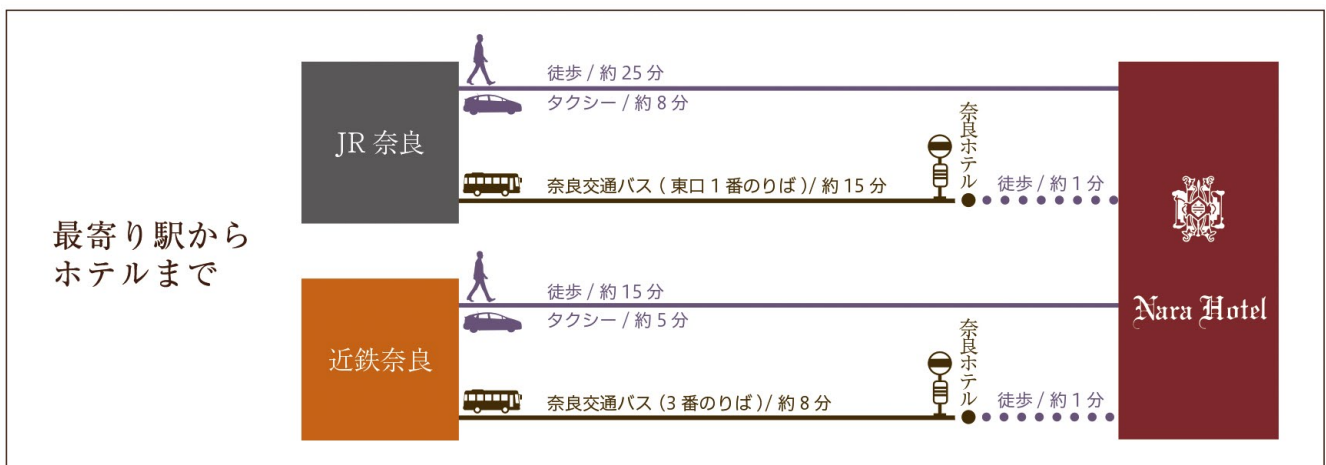 最寄り駅から
ホテルまで
JR 奈良
徒歩 / 約 25 分
タクシー / 約 8 分
奈良交通バス ( 東口 1 番のりば )/ 約 15 分
奈良ホテル
徒歩 / 約 1 分
近鉄奈良
徒歩 / 約 15 分
タクシー / 約 5 分
奈良交通バス (3 番のりば )/ 約 8 分
奈良ホテル
徒歩 / 約 1 分
Nara Hotel